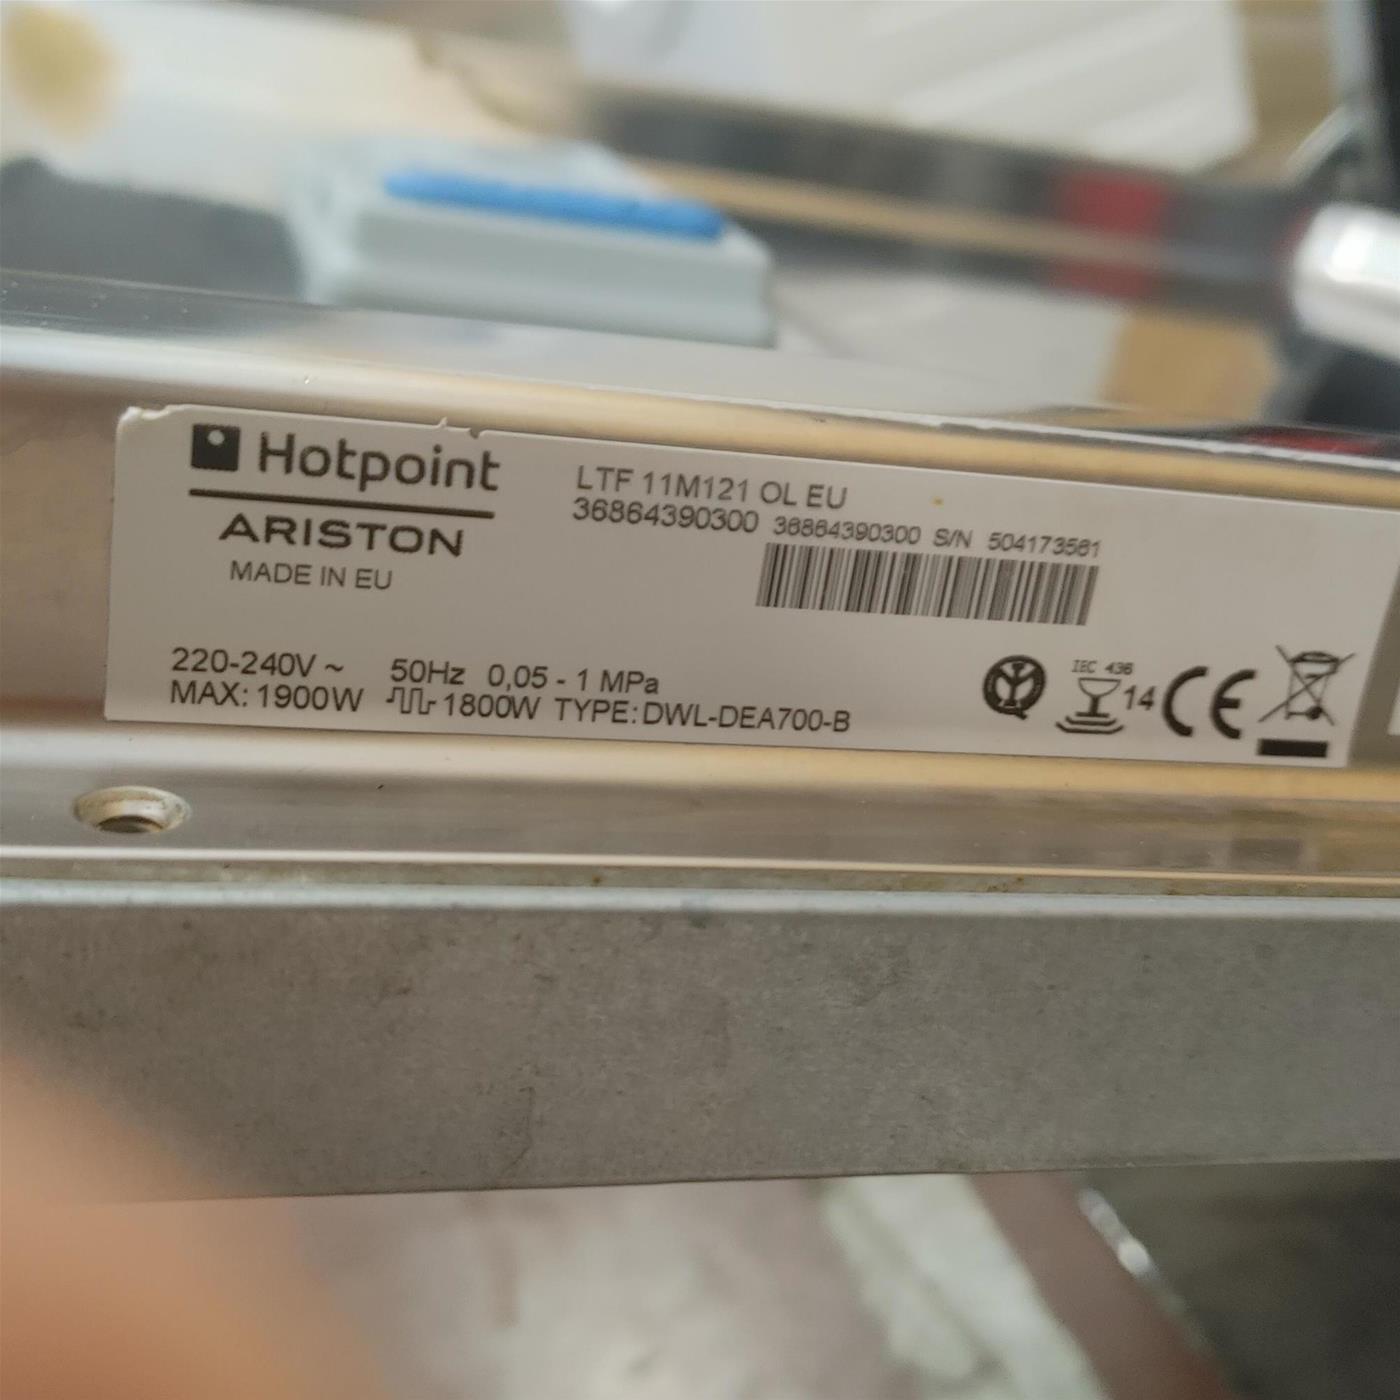 Hotpoint
ARISTON
MADE IN EU
LTF 11M121 OL EU
36864390300 36864390300 S/N 504173561
220-240V ~ 50Hz 0,05 - 1 MPa
MAX: 1900W 1800W TYPE: DWL-DEA700-B
IEC 436
14
CE